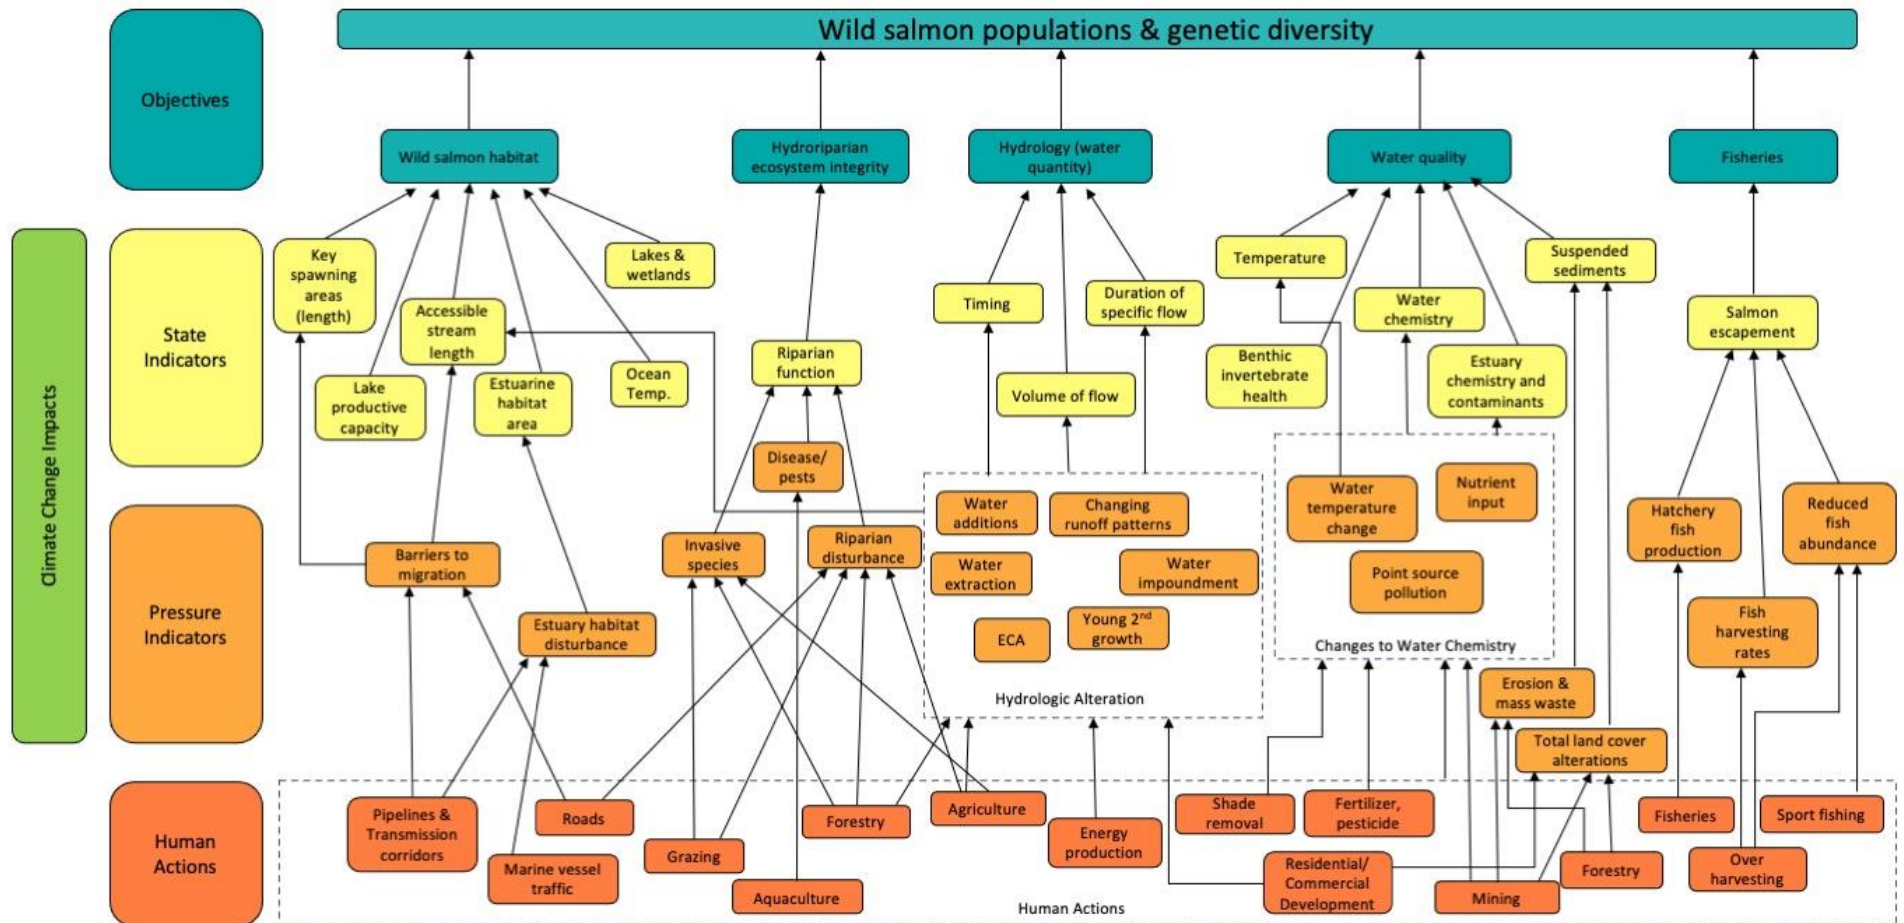 Wild salmon populations & genetic diversity
Objectives
Wild salmon habitat
Hydroriparian
ecosystem integrity
Hydrology (water
quantity)
Water quality
Fisheries
Climate Change Impacts
State
Indicators
Key
spawning
areas
(length)
Lakes &
wetlands
Accessible
stream
length
Lake
productive
capacity
Estuarine
habitat
area
Ocean
Temp.
Riparian
function
Timing
Duration of
specific flow
Volume of flow
Temperature
Suspended
sediments
Water
chemistry
Benthic
invertebrate
health
Estuary
chemistry and
contaminants
Salmon
escapement
Pressure
Indicators
Disease/
pests
Barriers to
migration
Invasive
species
Riparian
disturbance
Estuary habitat
disturbance
Water
additions
Changing
runoff patterns
Water
extraction
Water
impoundment
ECA
Young 2nd
growth
Hydrologic Alteration
Water
temperature
change
Nutrient
input
Point source
pollution
Changes to Water Chemistry
Erosion &
mass waste
Total land cover
alterations
Hatchery
fish
production
Reduced
fish
abundance
Fish
harvesting
rates
Human
Actions
Pipelines &
Transmission
corridors
Roads
Marine vessel
traffic
Grazing
Aquaculture
Forestry
Agriculture
Energy
production
Shade
removal
Fertilizer,
pesticide
Residential/
Commercial
Development
Mining
Forestry
Fisheries
Sport fishing
Over
harvesting
Human Actions